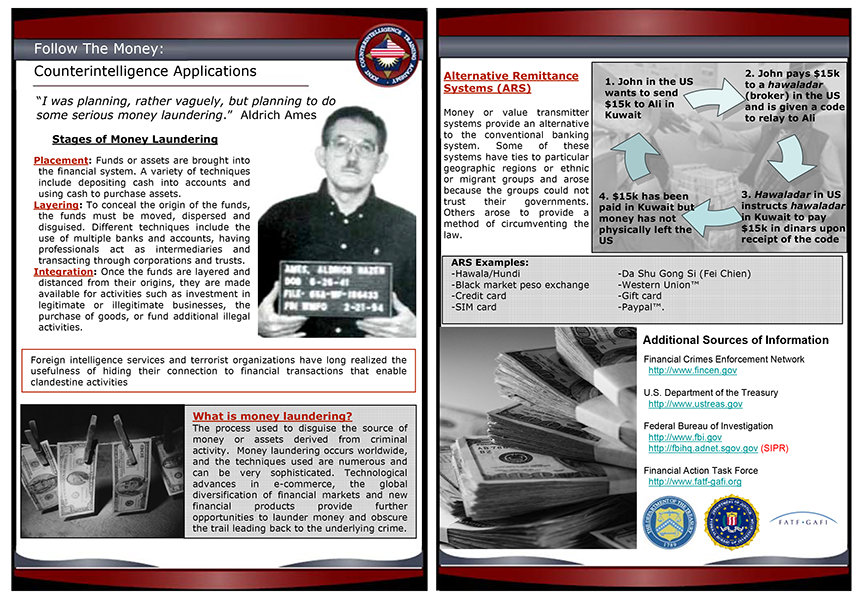 Follow The Money:
Counterintelligence Applications
JOINT COUNTERINTELLIGENCE TRAINING ACADEMY
“I was planning, rather vaguely, but planning to do
some serious money laundering.” Aldrich Ames
Stages of Money Laundering
Placement: Funds or assets are brought into
the financial system. A variety of techniques
include depositing cash into accounts and
using cash to purchase assets.
Layering: To conceal the origin of the funds,
the funds must be moved, dispersed and
disguised. Different techniques include the
use of multiple banks and accounts, having
professionals act as intermediaries and
transacting through corporations and trusts.
Integration: Once the funds are layered and
distanced from their origins, they are made
available for activities such as investment in
legitimate or illegitimate businesses, the
purchase of goods, or fund additional illegal
activities.
AMES, ALDRICH HAZEN
DOB 6-26-41
FBI WMFO 2-21-94
Foreign intelligence services and terrorist organizations have long realized the
usefulness of hiding their connection to financial transactions that enable
clandestine activities
What is money laundering?
The process used to disguise the source of
money or assets derived from criminal
activity. Money laundering occurs worldwide,
and the techniques used are numerous and
can be very sophisticated. Technological
advances in e-commerce, the global
diversification of financial markets and new
financial products provide further
opportunities to launder money and obscure
the trail leading back to the underlying crime.
Alternative Remittance
Systems (ARS)
Money or value transmitter
systems provide an alternative
to the conventional banking
system. Some of these
systems have ties to particular
geographic regions or ethnic
or migrant groups and arose
because the groups could not
trust their governments.
Others arose to provide a
method of circumventing the
law.
1. John in the US
wants to send
$15k to Ali in
Kuwait
2. John pays $15k
to a hawaladar
(broker) in the US
and is given a code
to relay to Ali
3. Hawaladar in US
instructs hawaladar
in Kuwait to pay
$15k in dinars upon
receipt of the code
4. $15k has been
paid in Kuwait but
money has not
physically left the
US
ARS Examples:
-Hawala/Hundi
-Black market peso exchange
-Credit card
-SIM card
-Da Shu Gong Si (Fei Chien)
-Western Union™
-Gift card
-Paypal™.
Additional Sources of Information
Financial Crimes Enforcement Network
http://www.fincen.gov
U.S. Department of the Treasury
http://www.ustreas.gov
Federal Bureau of Investigation
http://www.fbi.gov
http://fbihq.adnet.sgov.gov (SIPR)
Financial Action Task Force
http://www.fatf-gafi.org
THE DEPARTMENT OF THE TREASURY
1789
FATF•GAFI